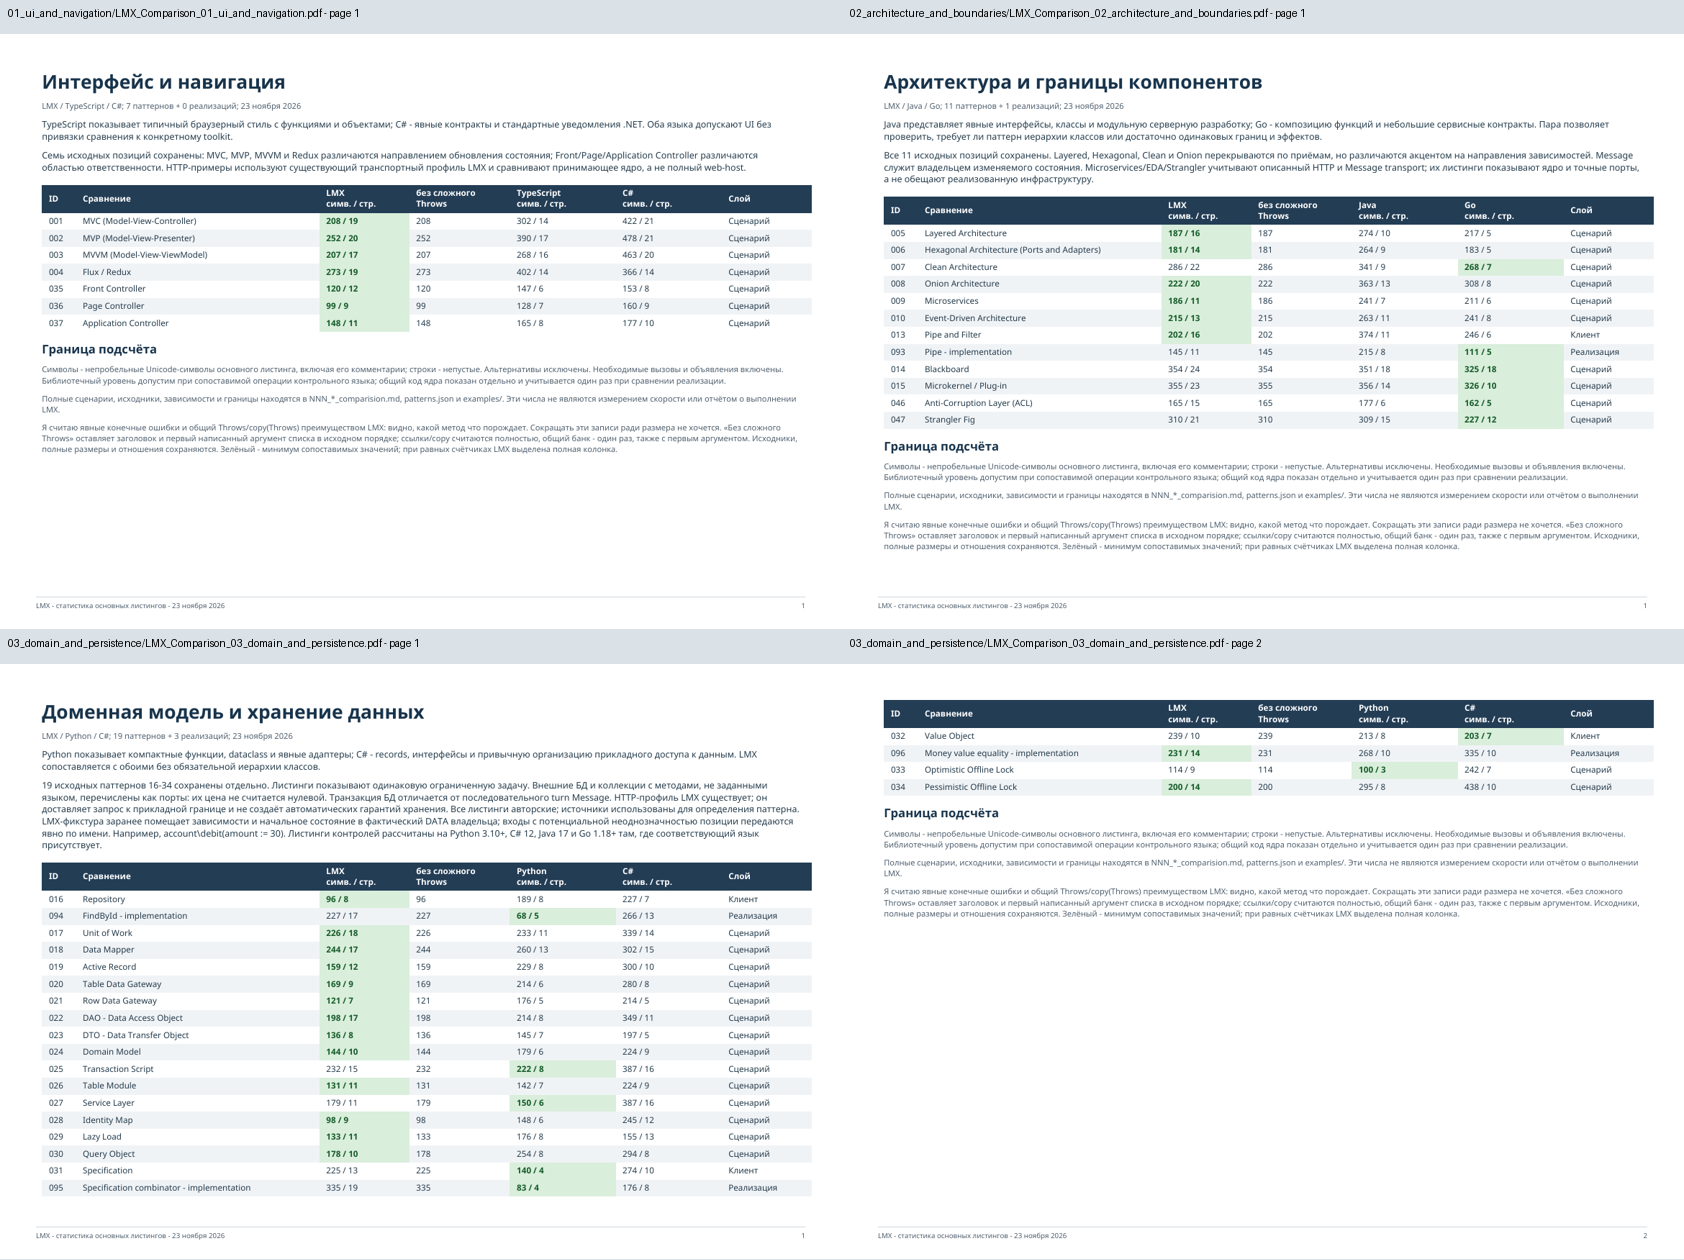 01_ui_and_navigation/LMX_Comparison_01_ui_and_navigation.pdf - page 1
Интерфейс и навигация
LMX / TypeScript / C#; 7 паттернов + 0 реализаций; 23 ноября 2026
TypeScript показывает типичный браузерный стиль с функциями и объектами; C# - явные контракты и стандартные уведомления .NET. Оба языка допускают UI без
привязки сравнения к конкретному toolkit.
Семь исходных позиций сохранены: MVC, MVP, MVVM и Redux различаются направлением обновления состояния; Front/Page/Application Controller различаются
областью ответственности. HTTP-примеры используют существующий транспортный профиль LMX и сравнивают принимающее ядро, а не полный web-host.
ID Сравнение LMX симв. / стр. без сложного Throws TypeScript симв. / стр. C# симв. / стр. Слой
001 MVC (Model-View-Controller) 208 / 19 208 302 / 14 422 / 21 Сценарий
002 MVP (Model-View-Presenter) 252 / 20 252 390 / 17 478 / 21 Сценарий
003 MVVM (Model-View-ViewModel) 207 / 17 207 268 / 16 463 / 20 Сценарий
004 Flux / Redux 273 / 19 273 402 / 14 366 / 14 Сценарий
035 Front Controller 120 / 12 120 147 / 6 153 / 8 Сценарий
036 Page Controller 99 / 9 99 128 / 7 160 / 9 Сценарий
037 Application Controller 148 / 11 148 165 / 8 177 / 10 Сценарий
Граница подсчёта
Символы - непробельные Unicode-символы основного листинга, включая его комментарии; строки - непустые. Альтернативы исключены. Необходимые вызовы и объявления включены.
Библиотечный уровень допустим при сопоставимой операции контрольного языка; общий код ядра показан отдельно и учитывается один раз при сравнении реализации.
Полные сценарии, исходники, зависимости и границы находятся в NNN_*_comparision.md, patterns.json и examples/. Эти числа не являются измерением скорости или отчётом о выполнении
LMX.
Я считаю явные конечные ошибки и общий Throws/copy(Throws) преимуществом LMX: видно, какой метод что порождает. Сокращать эти записи ради размера не хочется. «Без сложного
Throws» оставляет заголовок и первый написанный аргумент списка в исходном порядке; ссылки/copy считаются полностью, общий банк - один раз, также с первым аргументом. Исходники,
полные размеры и отношения сохраняются. Зелёный - минимум сопоставимых значений; при равных счётчиках LMX выделена полная колонка.
LMX - статистика основных листингов - 23 ноября 2026 1
02_architecture_and_boundaries/LMX_Comparison_02_architecture_and_boundaries.pdf - page 1
Архитектура и границы компонентов
LMX / Java / Go; 11 паттернов + 1 реализаций; 23 ноября 2026
Java представляет явные интерфейсы, классы и модульную серверную разработку; Go - композицию функций и небольшие сервисные контракты. Пара позволяет
проверить, требует ли паттерн иерархии классов или достаточно одинаковых границ и эффектов.
Все 11 исходных позиций сохранены. Layered, Hexagonal, Clean и Onion перекрываются по приёмам, но различаются акцентом на направления зависимостей. Message
служит владельцем изменяемого состояния. Microservices/EDA/Strangler учитывают описанный HTTP и Message transport; их листинги показывают ядро и точные порты,
а не обещают реализованную инфраструктуру.
ID Сравнение LMX симв. / стр. без сложного Throws Java симв. / стр. Go симв. / стр. Слой
005 Layered Architecture 187 / 16 187 274 / 10 217 / 5 Сценарий
006 Hexagonal Architecture (Ports and Adapters) 181 / 14 181 264 / 9 183 / 5 Сценарий
007 Clean Architecture 286 / 22 286 341 / 9 268 / 7 Сценарий
008 Onion Architecture 222 / 20 222 363 / 13 308 / 8 Сценарий
009 Microservices 186 / 11 186 241 / 7 211 / 6 Сценарий
010 Event-Driven Architecture 215 / 13 215 263 / 11 241 / 8 Сценарий
013 Pipe and Filter 202 / 16 202 374 / 11 246 / 6 Клиент
093 Pipe - implementation 145 / 11 145 215 / 8 111 / 5 Реализация
014 Blackboard 354 / 24 354 351 / 18 325 / 18 Сценарий
015 Microkernel / Plug-in 355 / 23 355 356 / 14 326 / 10 Сценарий
046 Anti-Corruption Layer (ACL) 165 / 15 165 177 / 6 162 / 5 Сценарий
047 Strangler Fig 310 / 21 310 309 / 15 227 / 12 Сценарий
Граница подсчёта
Символы - непробельные Unicode-символы основного листинга, включая его комментарии; строки - непустые. Альтернативы исключены. Необходимые вызовы и объявления включены.
Библиотечный уровень допустим при сопоставимой операции контрольного языка; общий код ядра показан отдельно и учитывается один раз при сравнении реализации.
Полные сценарии, исходники, зависимости и границы находятся в NNN_*_comparision.md, patterns.json и examples/. Эти числа не являются измерением скорости или отчётом о выполнении
LMX.
Я считаю явные конечные ошибки и общий Throws/copy(Throws) преимуществом LMX: видно, какой метод что порождает. Сокращать эти записи ради размера не хочется. «Без сложного
Throws» оставляет заголовок и первый написанный аргумент списка в исходном порядке; ссылки/copy считаются полностью, общий банк - один раз, также с первым аргументом. Исходники,
полные размеры и отношения сохраняются. Зелёный - минимум сопоставимых значений; при равных счётчиках LMX выделена полная колонка.
LMX - статистика основных листингов - 23 ноября 2026 1
03_domain_and_persistence/LMX_Comparison_03_domain_and_persistence.pdf - page 1
Доменная модель и хранение данных
LMX / Python / C#; 19 паттернов + 3 реализаций; 23 ноября 2026
Python показывает компактные функции, dataclass и явные адаптеры; C# - records, интерфейсы и привычную организацию прикладного доступа к данным. LMX
сопоставляется с обоими без обязательной иерархии классов.
19 исходных паттернов 16-34 сохранены отдельно. Листинги показывают одинаковую ограниченную задачу. Внешние БД и коллекции с методами, не заданными
языком, перечислены как порты: их цена не считается нулевой. Транзакция БД отличается от последовательного turn Message. HTTP-профиль LMX существует; он
доставляет запрос к прикладной границе и не создаёт автоматических гарантий хранения. Все листинги авторские; источники использованы для определения паттерна.
LMX-фикстура заранее помещает зависимости и начальное состояние в фактический DATA владельца; входы с потенциальной неоднозначностью позиции передаются
явно по имени. Например, account\debit(amount := 30). Листинги контролей рассчитаны на Python 3.10+, C# 12, Java 17 и Go 1.18+ там, где соответствующий язык
присутствует.
ID Сравнение LMX симв. / стр. без сложного Throws Python симв. / стр. C# симв. / стр. Слой
016 Repository 96 / 8 96 189 / 8 227 / 7 Клиент
094 FindById - implementation 227 / 17 227 68 / 5 266 / 13 Реализация
017 Unit of Work 226 / 18 226 233 / 11 339 / 14 Сценарий
018 Data Mapper 244 / 17 244 260 / 13 302 / 15 Сценарий
019 Active Record 159 / 12 159 229 / 8 300 / 10 Сценарий
020 Table Data Gateway 169 / 9 169 214 / 6 280 / 8 Сценарий
021 Row Data Gateway 121 / 7 121 176 / 5 214 / 5 Сценарий
022 DAO - Data Access Object 198 / 17 198 214 / 8 349 / 11 Сценарий
023 DTO - Data Transfer Object 136 / 8 136 145 / 7 197 / 5 Сценарий
024 Domain Model 144 / 10 144 179 / 6 224 / 9 Сценарий
025 Transaction Script 232 / 15 232 222 / 8 387 / 16 Сценарий
026 Table Module 131 / 11 131 142 / 7 224 / 9 Сценарий
027 Service Layer 179 / 11 179 150 / 6 387 / 16 Сценарий
028 Identity Map 98 / 9 98 148 / 6 245 / 12 Сценарий
029 Lazy Load 133 / 11 133 176 / 8 155 / 13 Сценарий
030 Query Object 178 / 10 178 254 / 8 294 / 8 Сценарий
031 Specification 225 / 13 225 140 / 4 274 / 10 Клиент
095 Specification combinator - implementation 335 / 19 335 83 / 4 176 / 8 Реализация
LMX - статистика основных листингов - 23 ноября 2026 1
03_domain_and_persistence/LMX_Comparison_03_domain_and_persistence.pdf - page 2
ID Сравнение LMX симв. / стр. без сложного Throws Python симв. / стр. C# симв. / стр. Слой
032 Value Object 239 / 10 239 213 / 8 203 / 7 Клиент
096 Money value equality - implementation 231 / 14 231 268 / 10 335 / 10 Реализация
033 Optimistic Offline Lock 114 / 9 114 100 / 3 242 / 7 Сценарий
034 Pessimistic Offline Lock 200 / 14 200 295 / 8 438 / 10 Сценарий
Граница подсчёта
Символы - непробельные Unicode-символы основного листинга, включая его комментарии; строки - непустые. Альтернативы исключены. Необходимые вызовы и объявления включены.
Библиотечный уровень допустим при сопоставимой операции контрольного языка; общий код ядра показан отдельно и учитывается один раз при сравнении реализации.
Полные сценарии, исходники, зависимости и границы находятся в NNN_*_comparision.md, patterns.json и examples/. Эти числа не являются измерением скорости или отчётом о выполнении
LMX.
Я считаю явные конечные ошибки и общий Throws/copy(Throws) преимуществом LMX: видно, какой метод что порождает. Сокращать эти записи ради размера не хочется. «Без сложного
Throws» оставляет заголовок и первый написанный аргумент списка в исходном порядке; ссылки/copy считаются полностью, общий банк - один раз, также с первым аргументом. Исходники,
полные размеры и отношения сохраняются. Зелёный - минимум сопоставимых значений; при равных счётчиках LMX выделена полная колонка.
LMX - статистика основных листингов - 23 ноября 2026 2